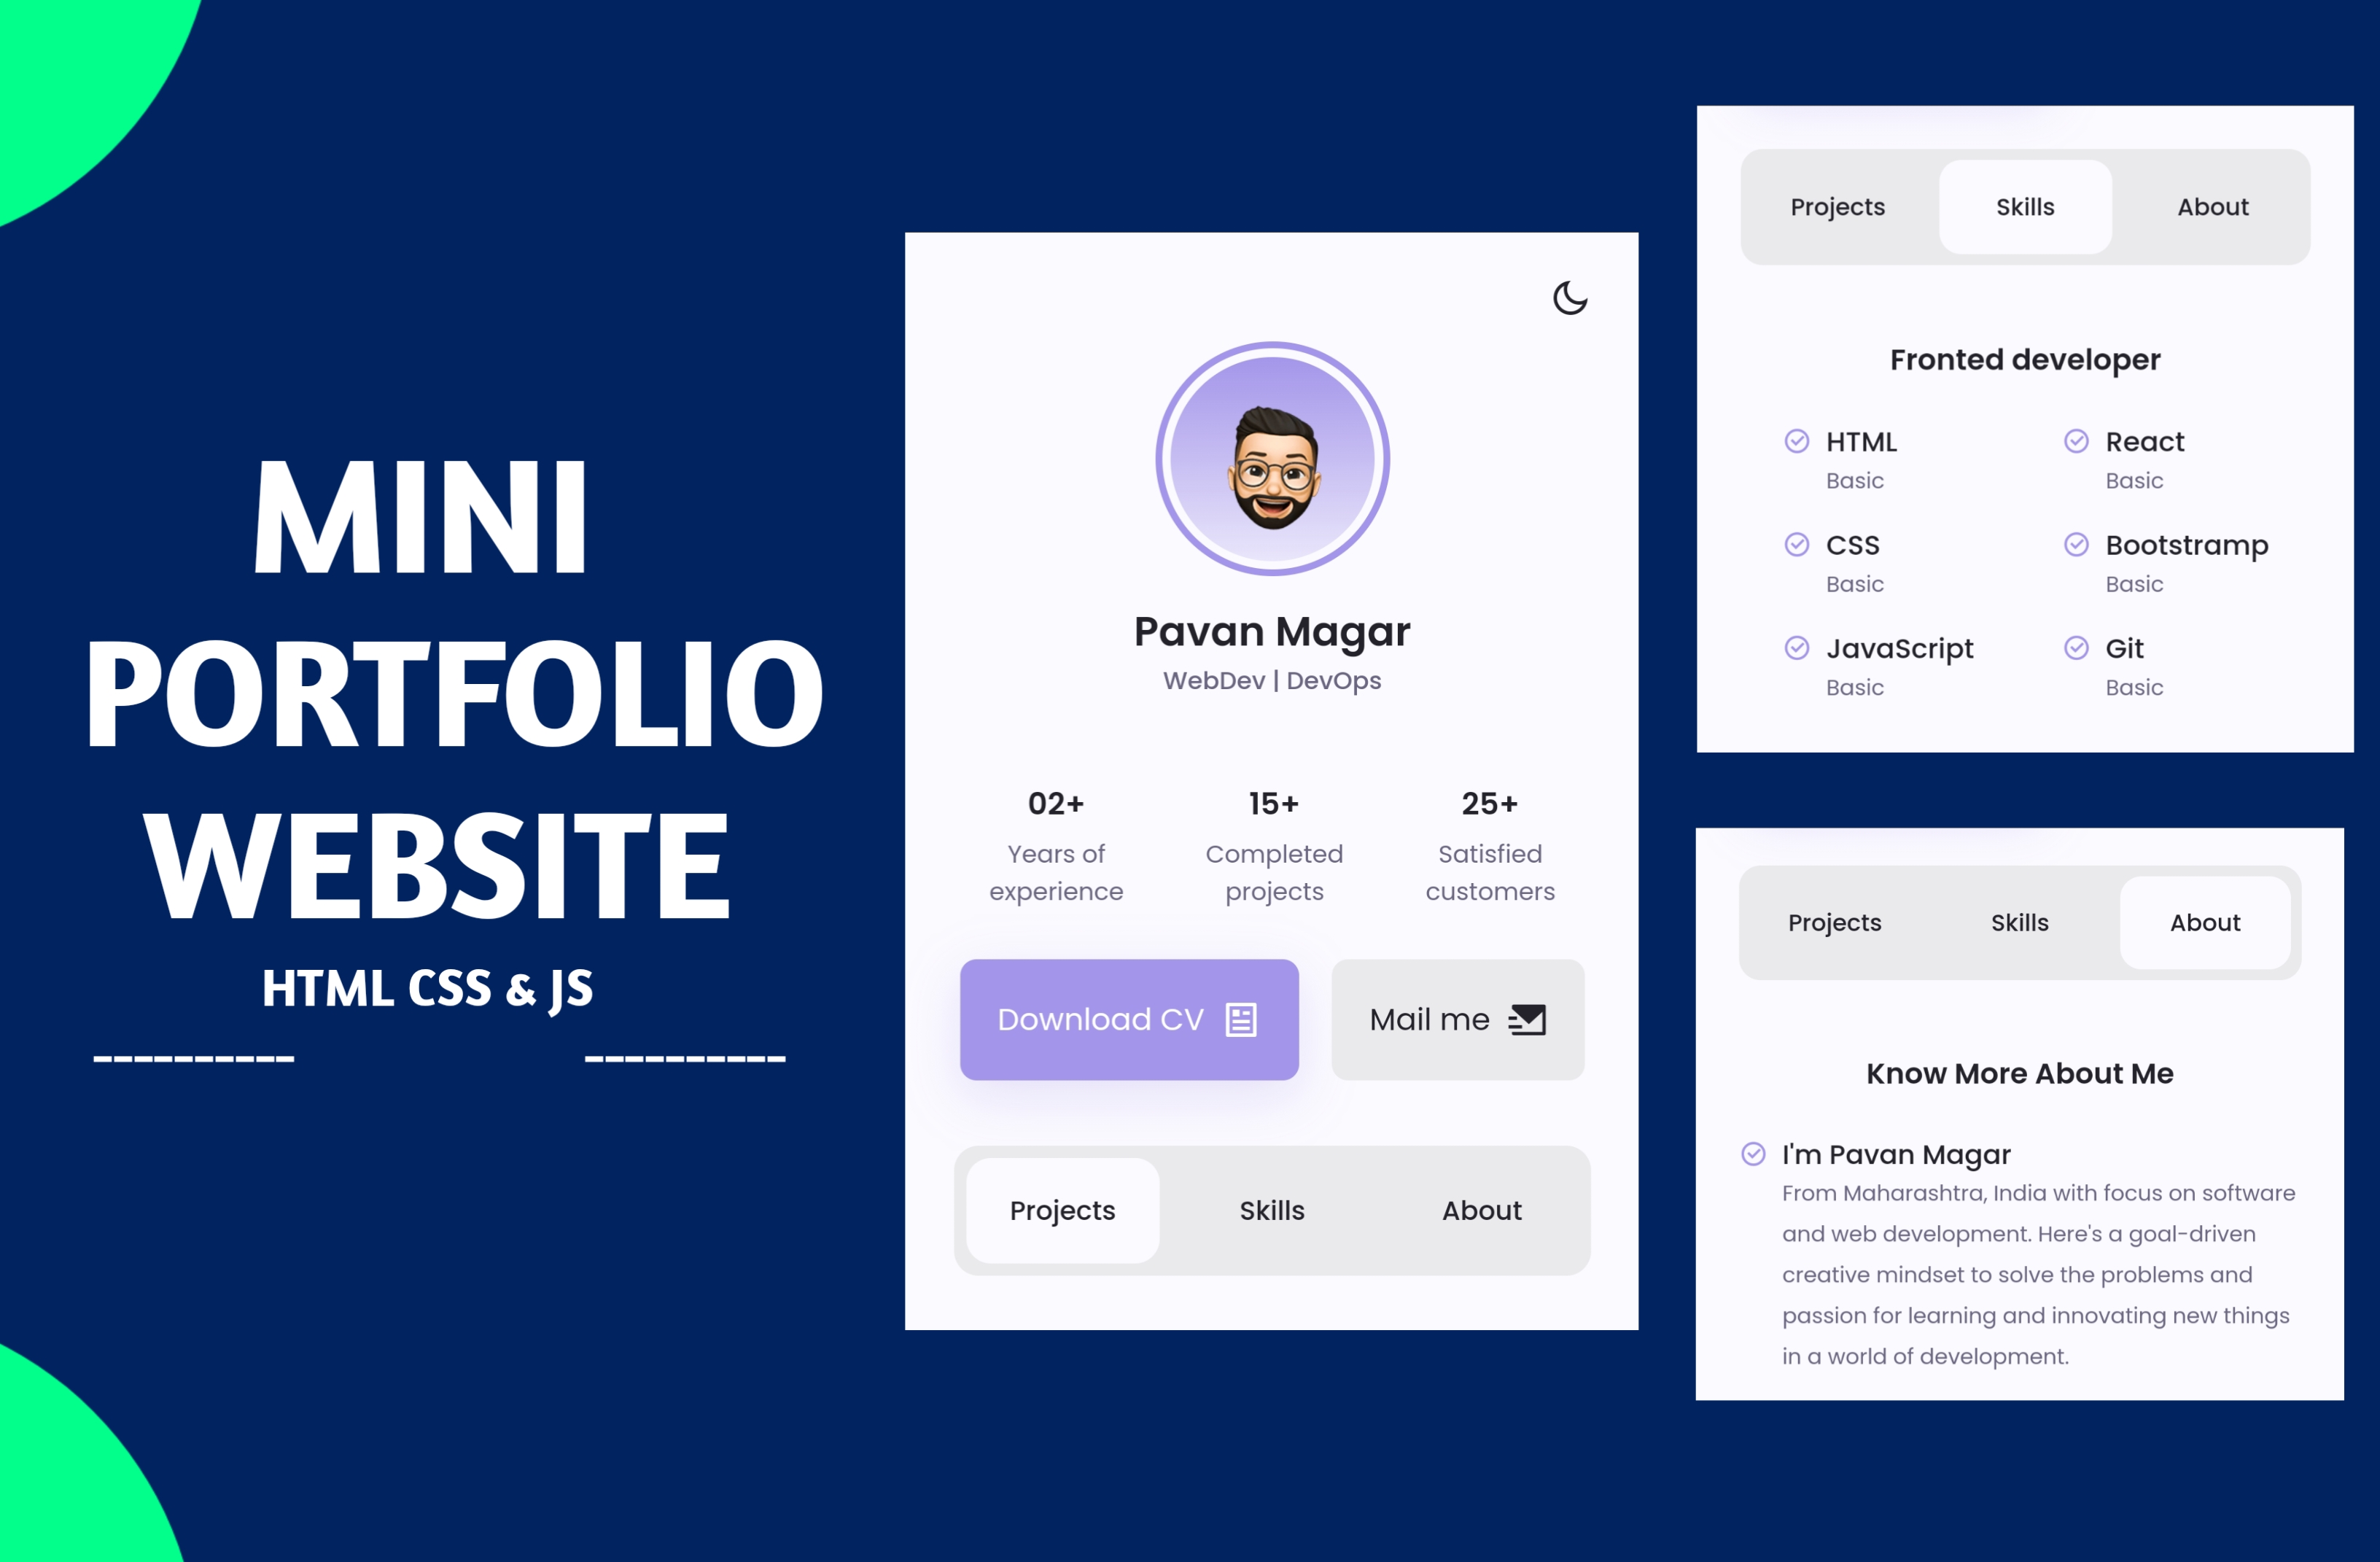 MINI
PORTFOLIO
WEBSITE
HTML CSS & JS
---------- ----------
Pavan Magar
WebDev | DevOps
02+ 15+ 25+
Years of Completed Satisfied
experience projects customers
Download CV Mail me
Projects Skills About
Projects Skills About
Fronted developer
HTML React
Basic Basic
CSS Bootstramp
Basic Basic
JavaScript Git
Basic Basic
Projects Skills About
Know More About Me
I'm Pavan Magar
From Maharashtra, India with focus on software
and web development. Here's a goal-driven
creative mindset to solve the problems and
passion for learning and innovating new things
in a world of development.